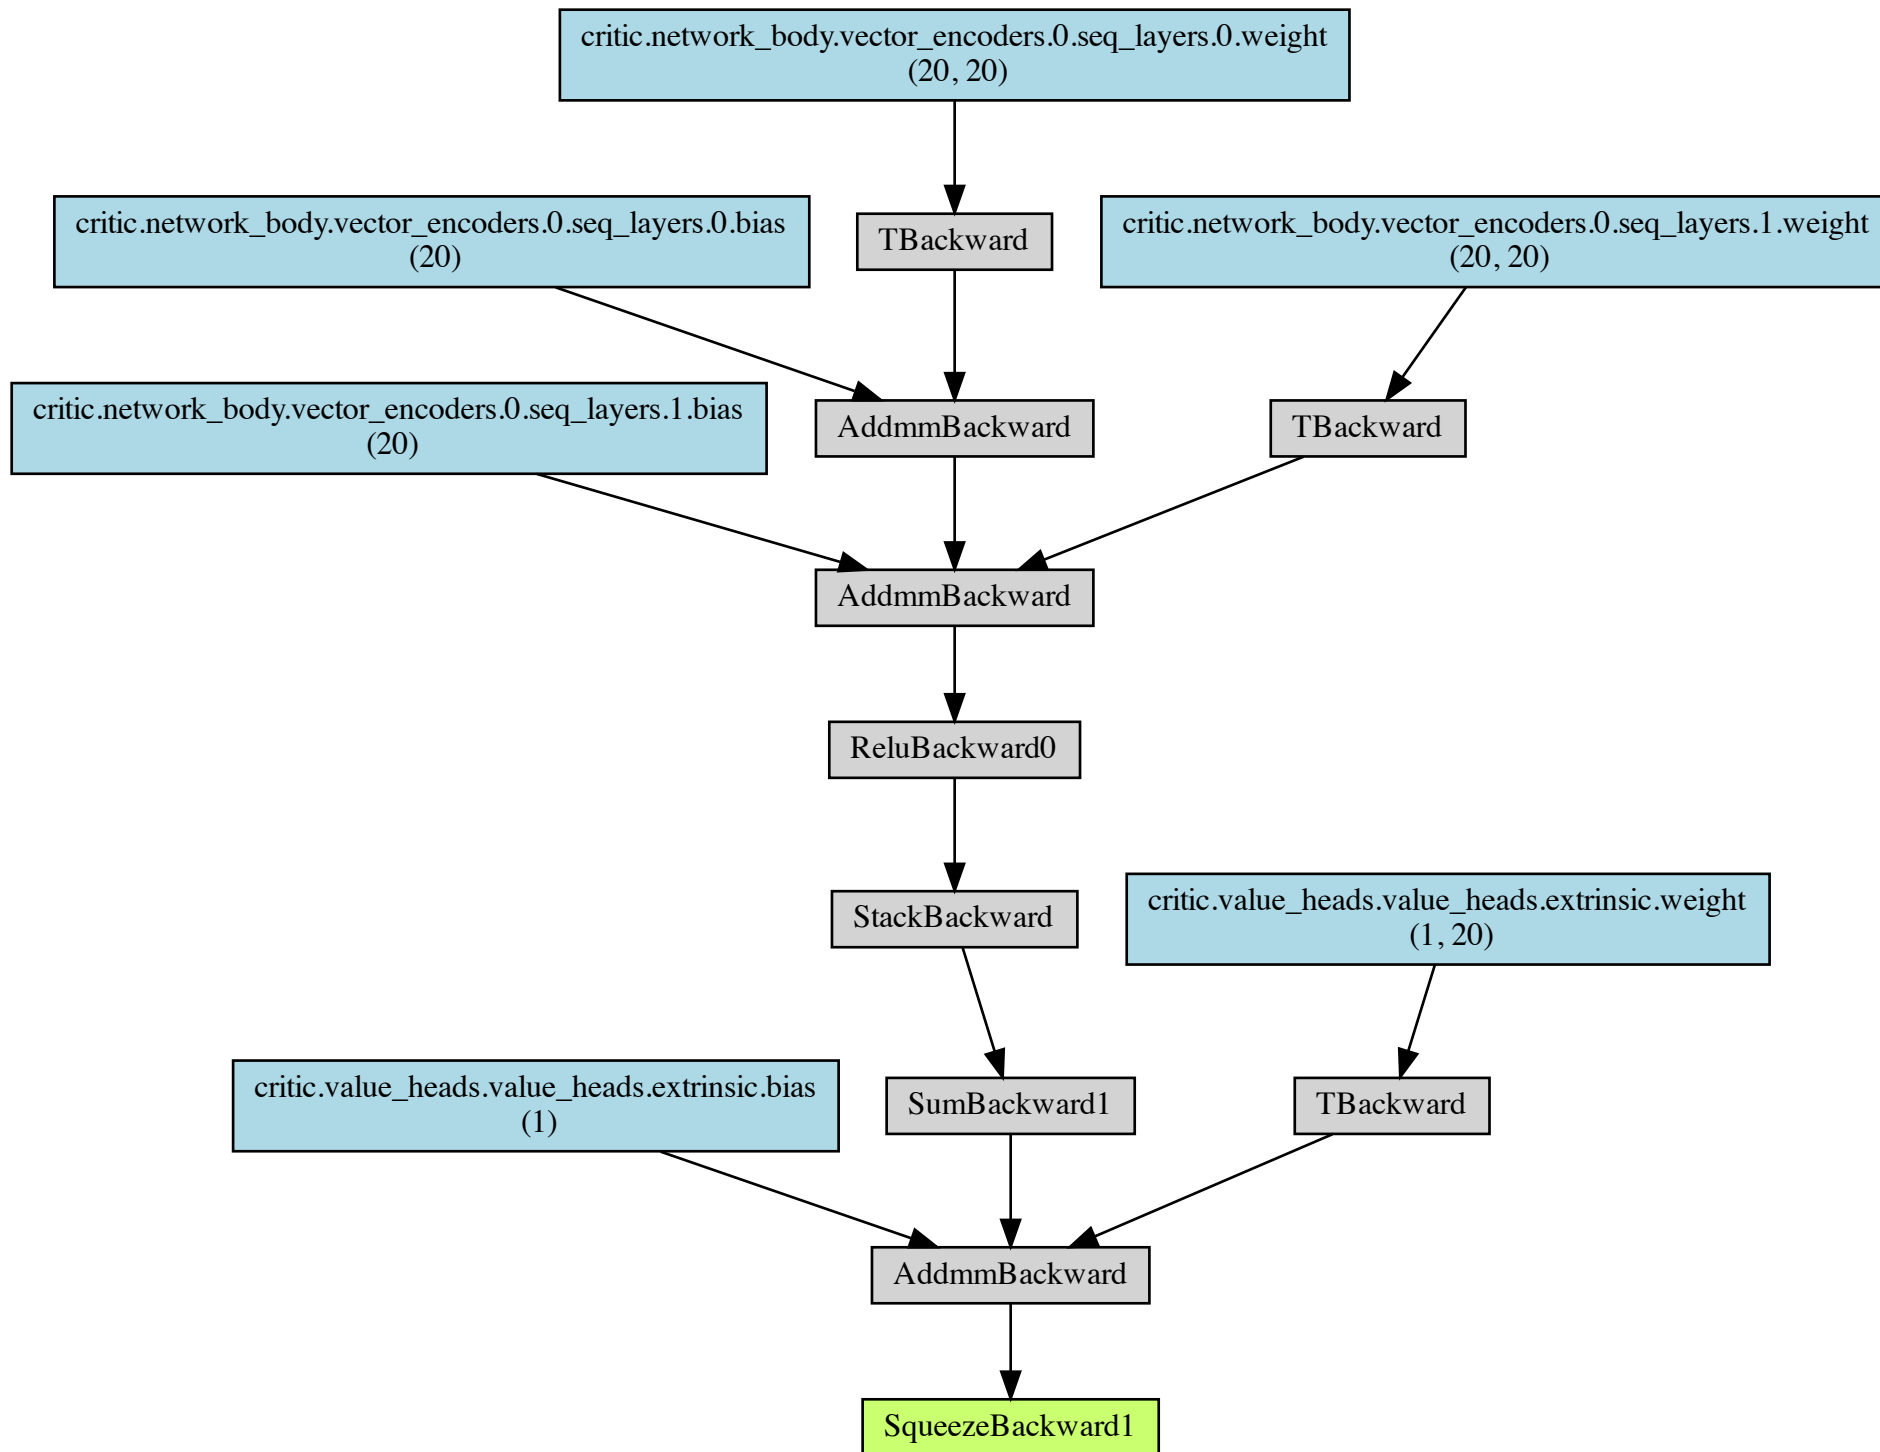 critic.network_body.vector_encoders.0.seq_layers.0.weight
(20, 20)
critic.network_body.vector_encoders.0.seq_layers.0.bias
(20)
TBackward
critic.network_body.vector_encoders.0.seq_layers.1.weight
(20, 20)
critic.network_body.vector_encoders.0.seq_layers.1.bias
(20)
AddmmBackward
TBackward
AddmmBackward
ReluBackward0
StackBackward
critic.value_heads.value_heads.extrinsic.weight
(1, 20)
critic.value_heads.value_heads.extrinsic.bias
(1)
SumBackward1
TBackward
AddmmBackward
SqueezeBackward1